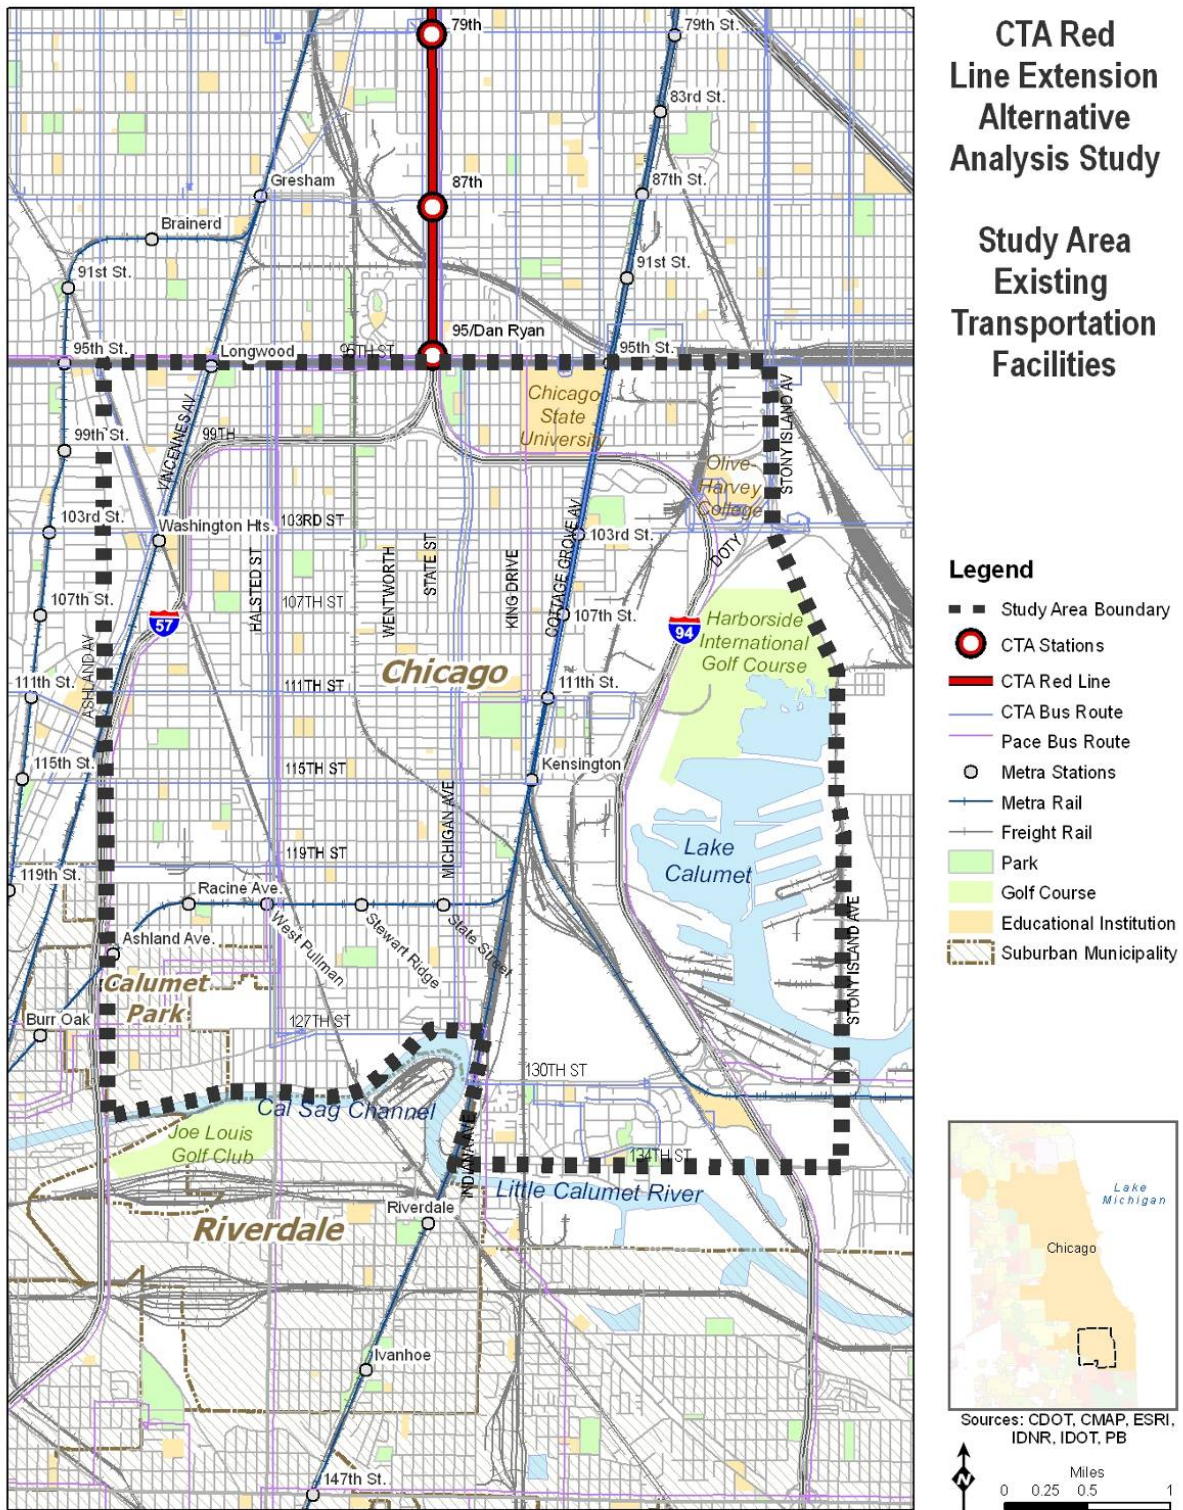 CTA Red
Line Extension
Alternative
Analysis Study
Study Area
Existing
Transportation
Facilities
79th
79th St.
83rd St.
Gresham
87th
87th St.
Brainerd
91st St.
91st St.
95/Dan Ryan
95th St.
Longwood
95TH ST
95th St.
Chicago
State
University
STONY ISLAND AV
VINCENNES AV
99TH
99th St.
Olive-
Harvey
College
103rd St.
Washington Hts.
103RD ST
103rd St.
DOTY
HALSTED ST
WENTWORTH
STATE ST
KING DRIVE
COTTAGE GROVE AV
107th St.
107TH ST
107th St.
57
94
Harborside
International
Golf Course
ASHLAND AV
Chicago
111th St.
111TH ST
111th St.
115th St.
115TH ST
Kensington
MICHIGAN AVE
119TH ST
Lake
Calumet
119th St.
Racine Ave.
West Pullman
Stewart Ridge
State Street
STONY ISLAND AVE
Ashland Ave.
Calumet
Park
Burr Oak
127TH ST
130TH ST
Cal Sag Channel
Joe Louis
Golf Club
INDIANA AVE
134TH ST
Little Calumet River
Riverdale
Riverdale
Ivanhoe
147th St.
Legend
Study Area Boundary
CTA Stations
CTA Red Line
CTA Bus Route
Pace Bus Route
Metra Stations
Metra Rail
Freight Rail
Park
Golf Course
Educational Institution
Suburban Municipality
Lake
Michigan
Chicago
Sources: CDOT, CMAP, ESRI,
IDNR, IDOT, PB
N
Miles
0 0.25 0.5 1